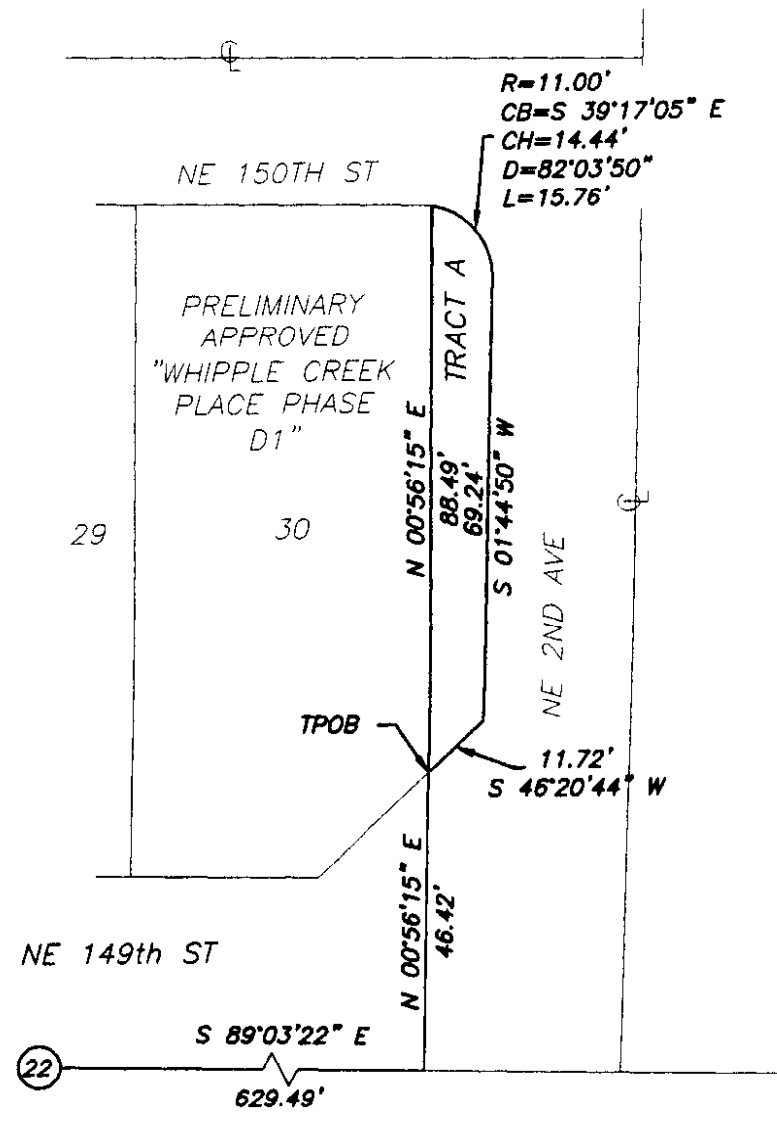 ℄
R=11.00'
CB=S 39°17'05" E
CH=14.44'
D=82°03'50"
L=15.76'
NE 150TH ST
PRELIMINARY
APPROVED
"WHIPPLE CREEK
PLACE PHASE
D1"
TRACT A
N 00°56'15" E
88.49'
69.24'
S 01°44'50" W
℄
29
30
NE 2ND AVE
TPOB
11.72'
S 46°20'44" W
N 00°56'15" E
46.42'
NE 149th ST
S 89°03'22" E
22
629.49'